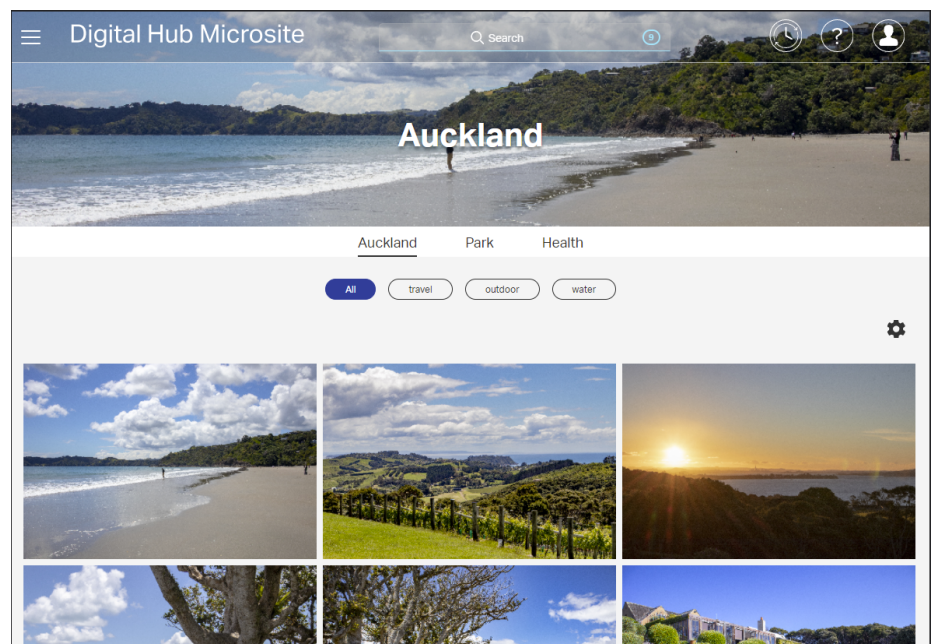 Digital Hub Microsite
Search
9
?
Auckland
Auckland Park Health
All travel outdoor water